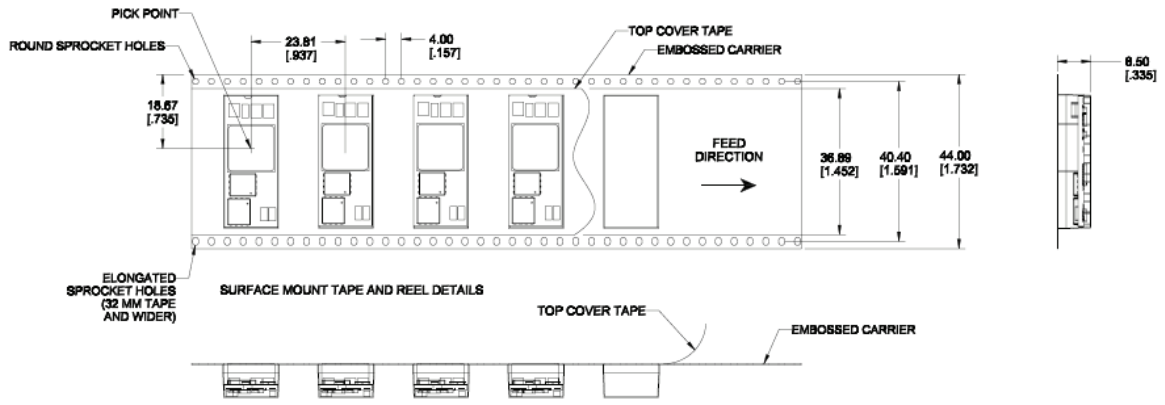 PICK POINT
ROUND SPROCKET HOLES
23.81
[.937]
4.00
[.157]
TOP COVER TAPE
EMBOSSED CARRIER
8.50
[.335]
18.67
[.735]
FEED
DIRECTION
36.89
[1.452]
40.40
[1.591]
44.00
[1.732]
ELONGATED
SPROCKET HOLES
(32 MM TAPE
AND WIDER)
SURFACE MOUNT TAPE AND REEL DETAILS
TOP COVER TAPE
EMBOSSED CARRIER